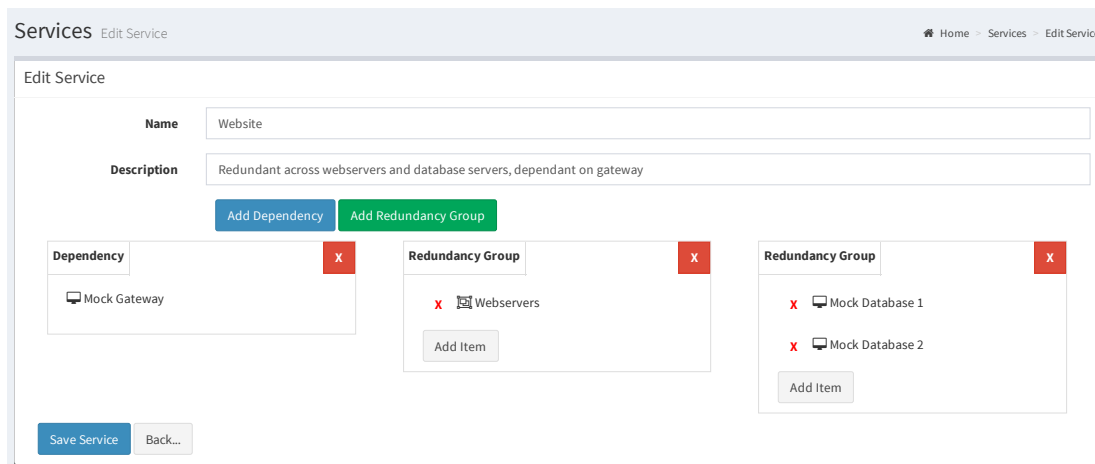 Services Edit Service
Home > Services > Edit Service
Edit Service
Name Website
Description Redundant across webservers and database servers, dependant on gateway
Add Dependency Add Redundancy Group
Dependency X Redundancy Group X Redundancy Group X
Mock Gateway
X Webservers
Add Item
X Mock Database 1
X Mock Database 2
Add Item
Save Service Back...